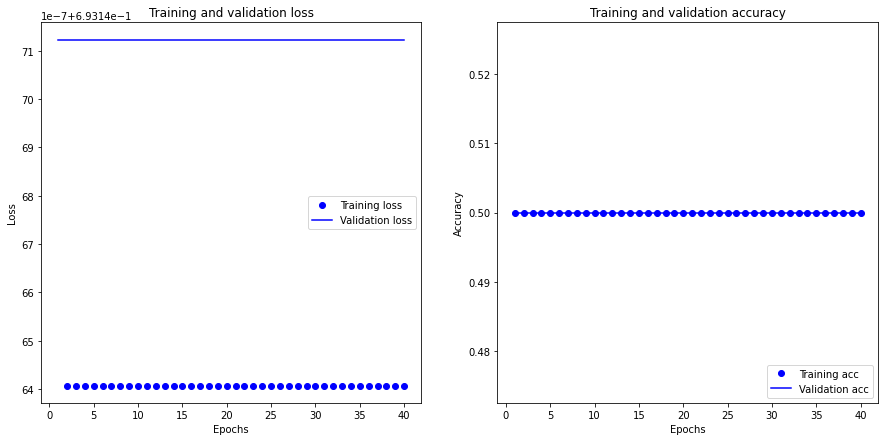 Training and validation loss
1e−7+6.9314e−1
71
70
69
68
67
66
65
64
Loss
0
5
10
15
20
25
30
35
40
Epochs
Training loss
Validation loss
Training and validation accuracy
0.52
0.51
0.50
0.49
0.48
Accuracy
0
5
10
15
20
25
30
35
40
Epochs
Training acc
Validation acc